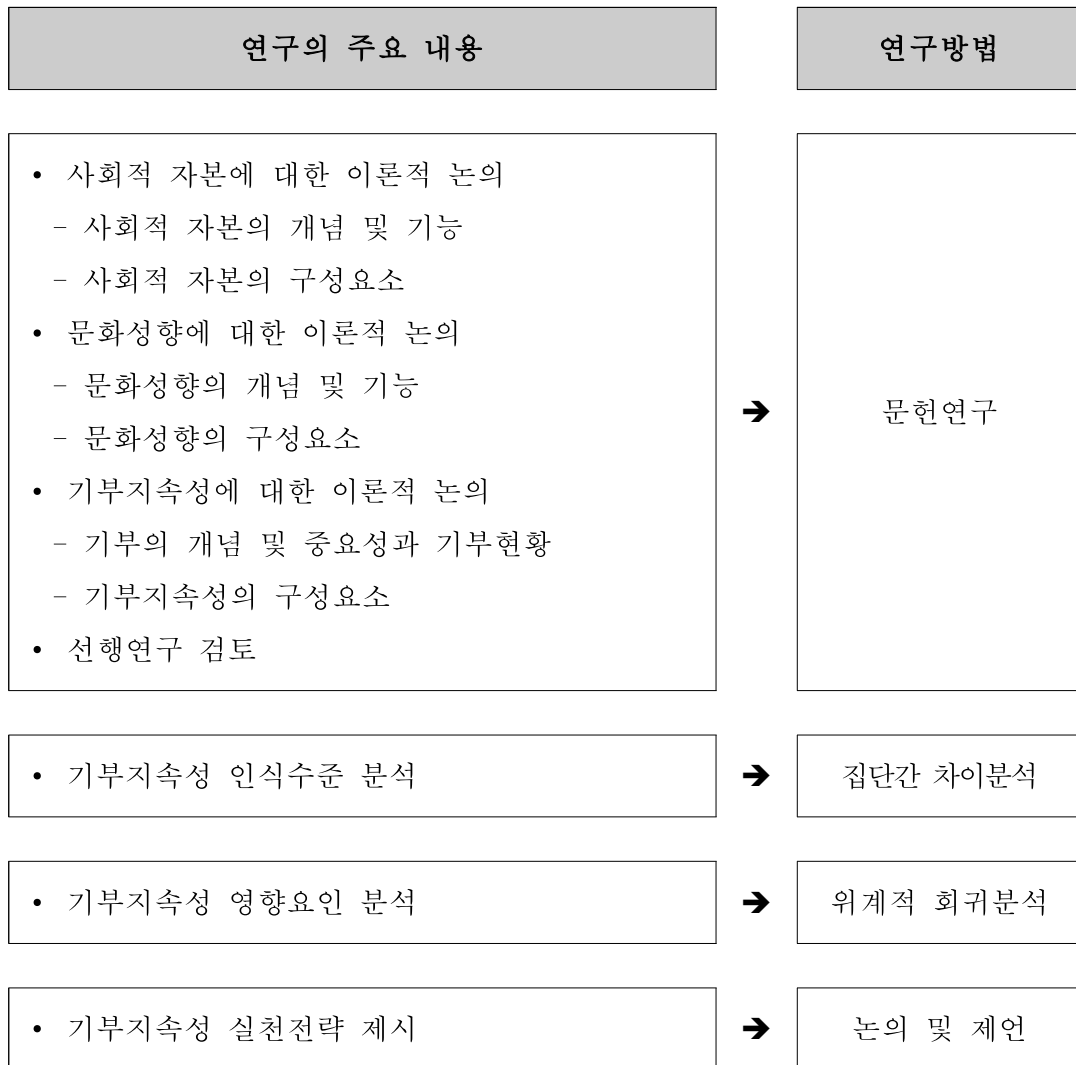 연구의 주요 내용
연구방법
• 사회적 자본에 대한 이론적 논의
- 사회적 자본의 개념 및 기능
- 사회적 자본의 구성요소
• 문화성향에 대한 이론적 논의
- 문화성향의 개념 및 기능
- 문화성향의 구성요소
• 기부지속성에 대한 이론적 논의
- 기부의 개념 및 중요성과 기부현황
- 기부지속성의 구성요소
• 선행연구 검토
➔
문헌연구
• 기부지속성 인식수준 분석
➔
집단간 차이분석
• 기부지속성 영향요인 분석
➔
위계적 회귀분석
• 기부지속성 실천전략 제시
➔
논의 및 제언